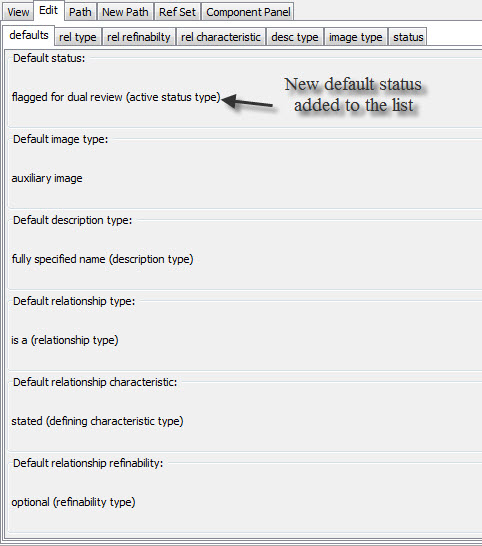 View Edit Path New Path Ref Set Component Panel
defaults rel type rel refinabilty rel characteristic desc type image type status
Default status:
flagged for dual review (active status type)
New default status
added to the list
Default image type:
auxiliary image
Default description type:
fully specified name (description type)
Default relationship type:
is a (relationship type)
Default relationship characteristic:
stated (defining characteristic type)
Default relationship refinability:
optional (refinability type)